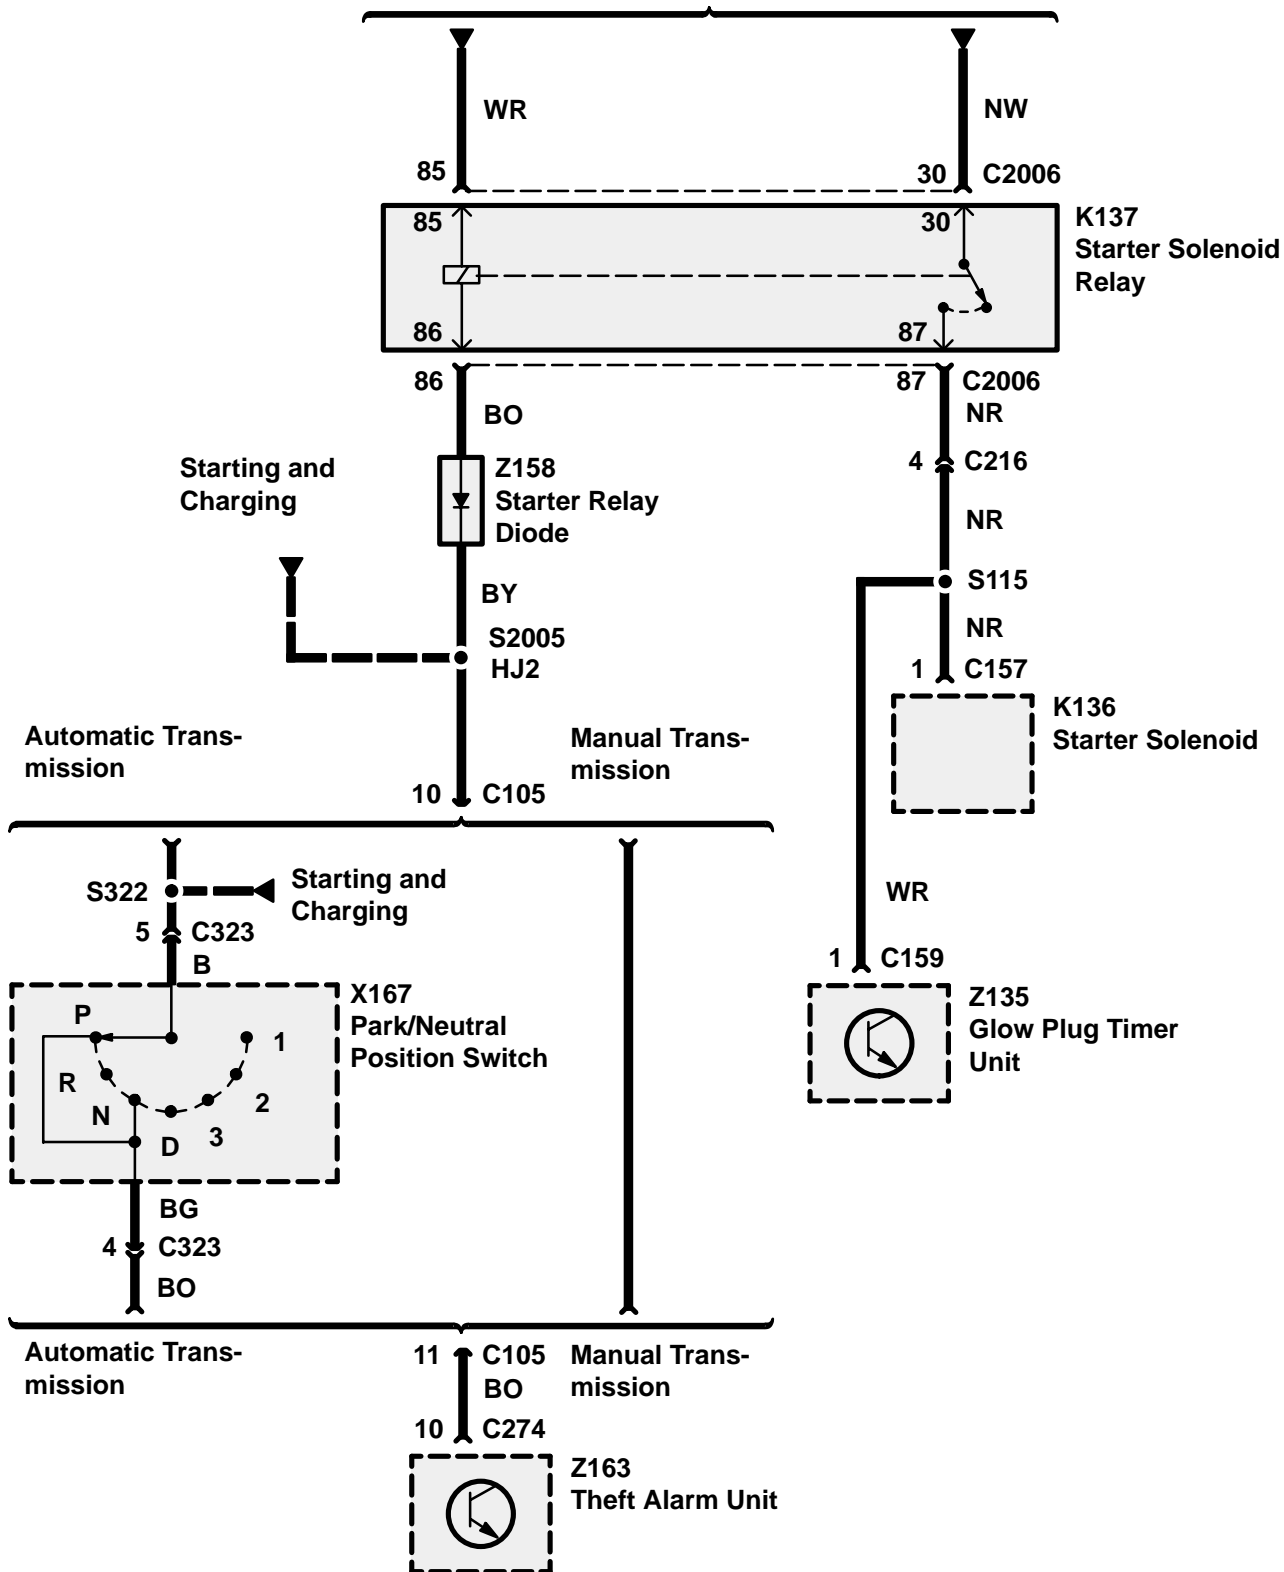 WR
NW
85
30 C2006
85
30
K137
Starter Solenoid
Relay
86
87
86
87 C2006
BO
NR
Starting and
Charging
Z158
Starter Relay
Diode
4 C216
NR
BY
S115
S2005
HJ2
NR
1 C157
K136
Starter Solenoid
Automatic Trans-
mission
Manual Trans-
mission
10 C105
S322
Starting and
Charging
5 C323
B
WR
1 C159
X167
Park/Neutral
Position Switch
P
R
N
D
3
2
1
Z135
Glow Plug Timer
Unit
BG
4 C323
BO
Automatic Trans-
mission
11 C105
BO
Manual Trans-
mission
10 C274
Z163
Theft Alarm Unit